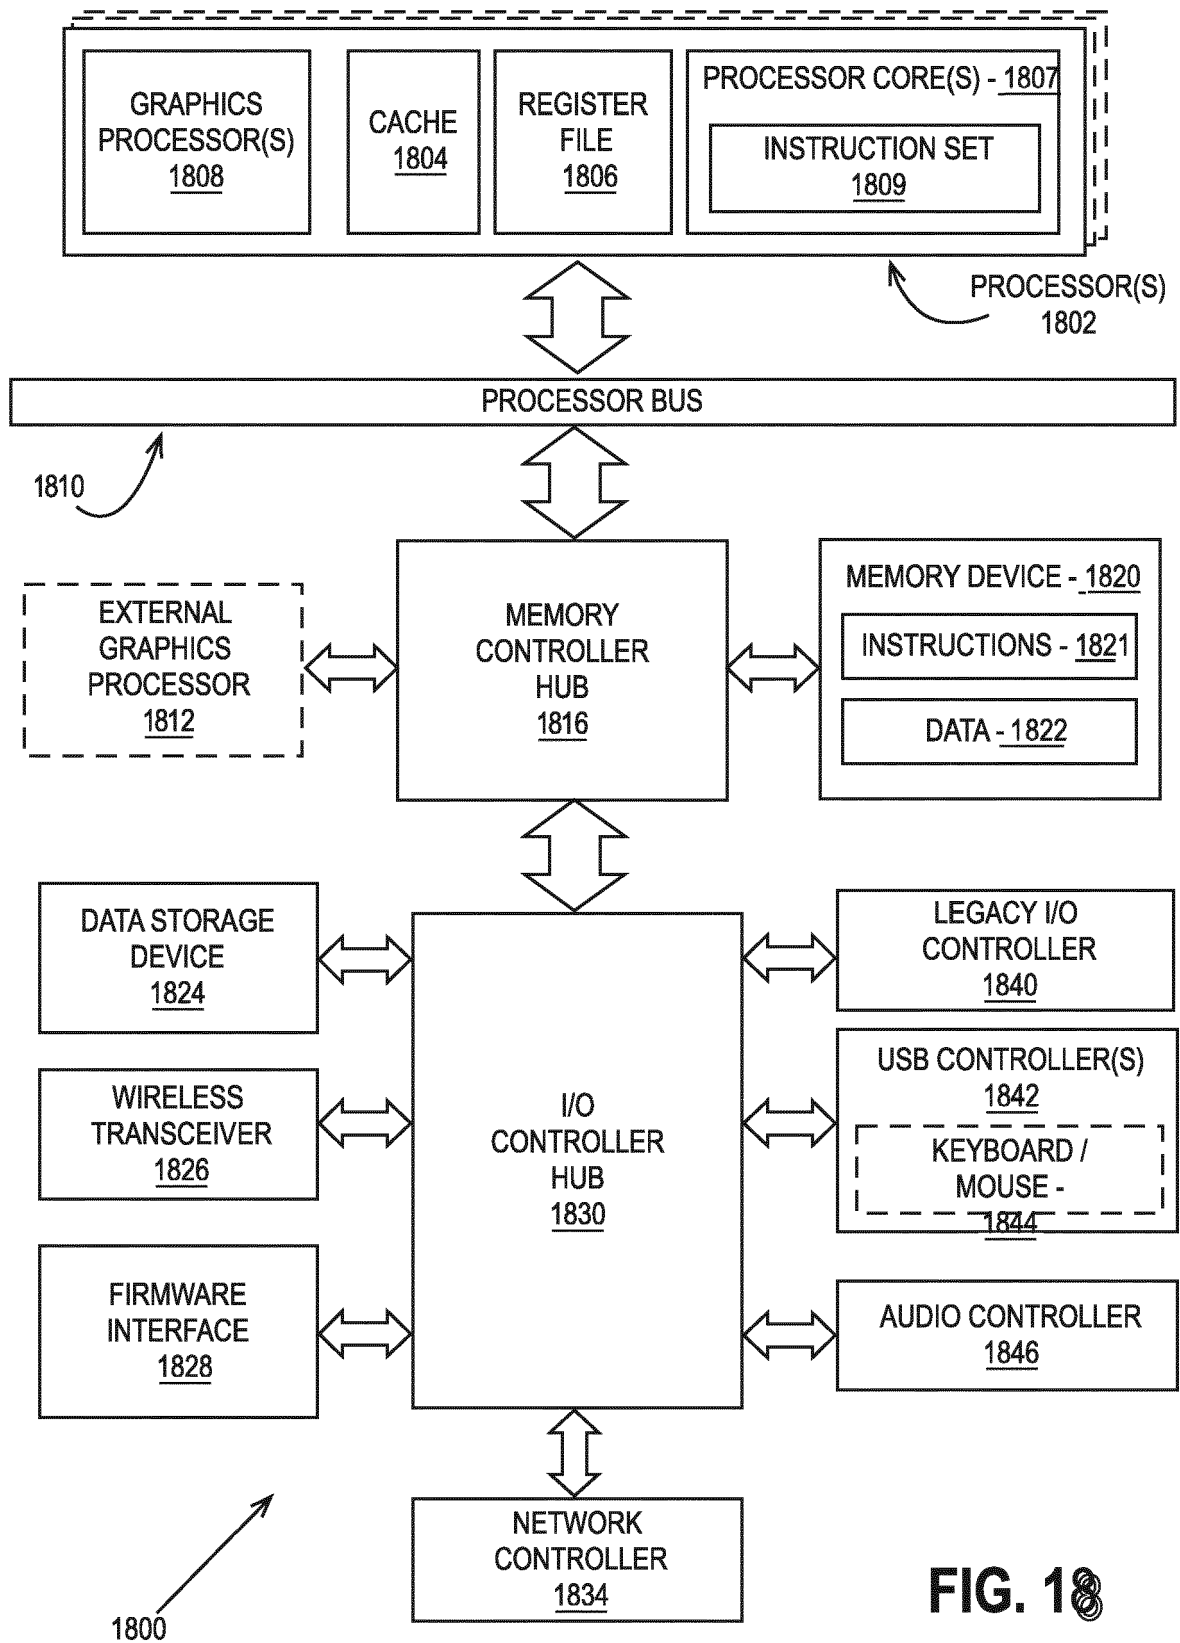 GRAPHICS
PROCESSOR(S)
1808
CACHE
1804
REGISTER
FILE
1806
PROCESSOR CORE(S) - 1807
INSTRUCTION SET
1809
PROCESSOR(S)
1802
PROCESSOR BUS
1810
EXTERNAL
GRAPHICS
PROCESSOR
1812
MEMORY
CONTROLLER
HUB
1816
MEMORY DEVICE - 1820
INSTRUCTIONS - 1821
DATA - 1822
DATA STORAGE
DEVICE
1824
WIRELESS
TRANSCEIVER
1826
FIRMWARE
INTERFACE
1828
I/O
CONTROLLER
HUB
1830
LEGACY I/O
CONTROLLER
1840
USB CONTROLLER(S)
1842
KEYBOARD /
MOUSE -
1844
AUDIO CONTROLLER
1846
NETWORK
CONTROLLER
1834
1800
FIG. 18